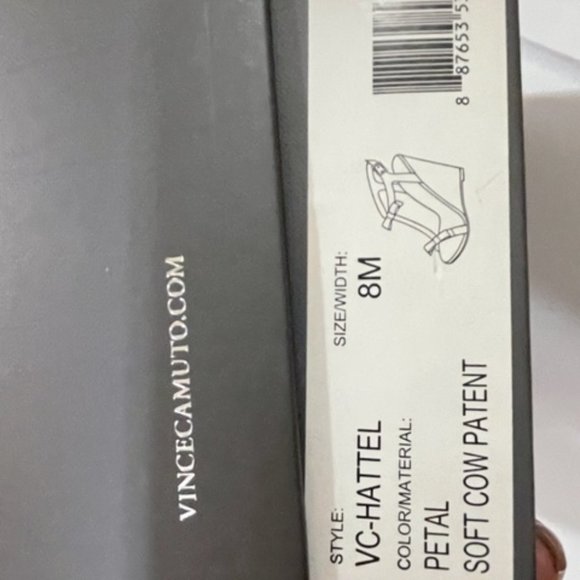 VINCECAMUTO.COM
STYLE:
VC-HATTEL
SIZE/WIDTH:
8M
COLOR/MATERIAL:
PETAL
SOFT COW PATENT
8 87653 5